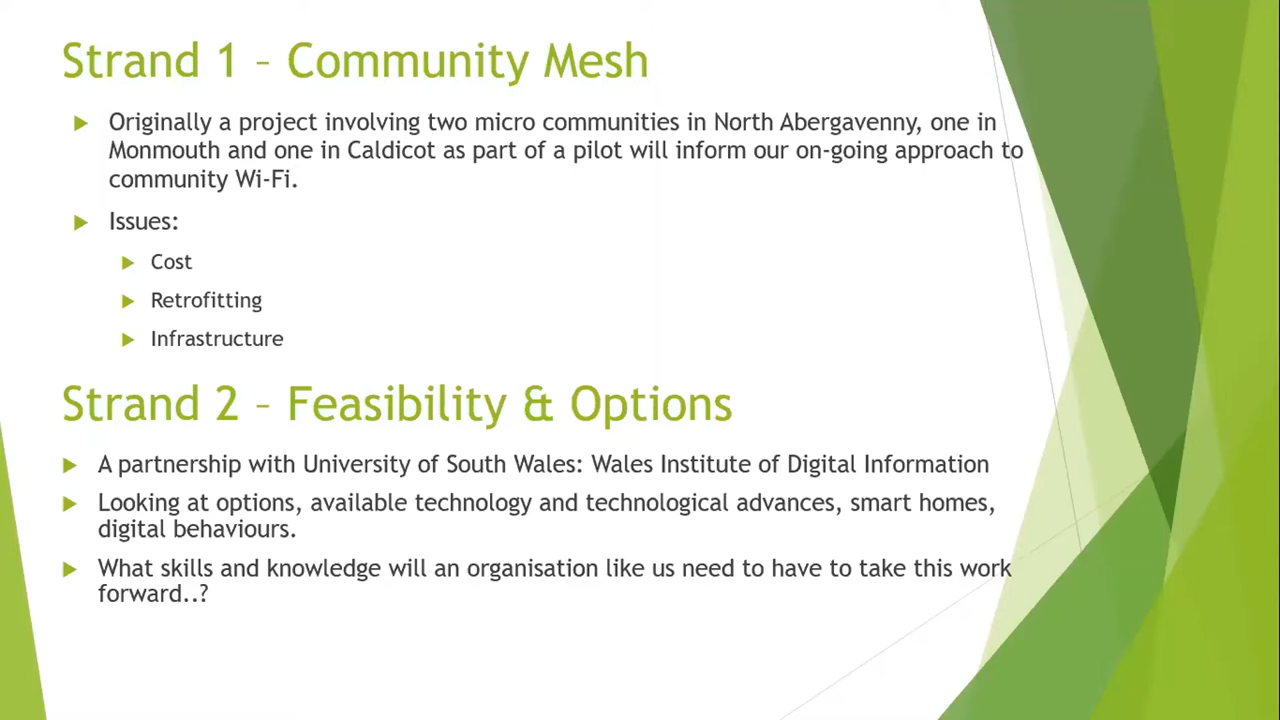 Strand 1 – Community Mesh
Originally a project involving two micro communities in North Abergavenny, one in
Monmouth and one in Caldicot as part of a pilot will inform our on-going approach to
community Wi-Fi.
Issues:
Cost
Retrofitting
Infrastructure
Strand 2 – Feasibility & Options
A partnership with University of South Wales: Wales Institute of Digital Information
Looking at options, available technology and technological advances, smart homes,
digital behaviours.
What skills and knowledge will an organisation like us need to have to take this work
forward..?